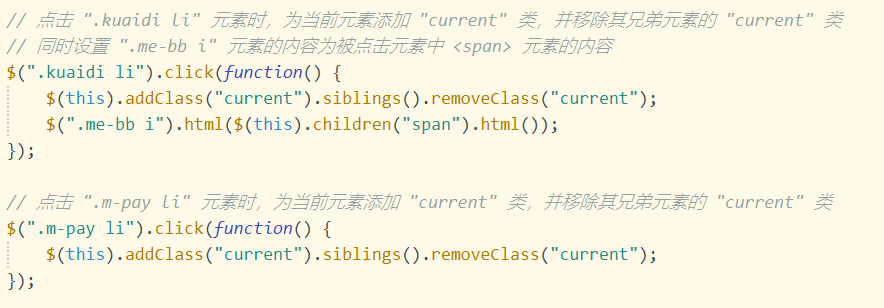 // 点击 ".kuaidi li" 元素时，为当前元素添加 "current" 类，并移除其兄弟元素的 "current" 类
// 同时设置 ".me-bb i" 元素的内容为被点击元素中 <span> 元素的内容
$(".kuaidi li").click(function() {
    $(this).addClass("current").siblings().removeClass("current");
    $(".me-bb i").html($(this).children("span").html());
});

// 点击 ".m-pay li" 元素时，为当前元素添加 "current" 类，并移除其兄弟元素的 "current" 类
$(".m-pay li").click(function() {
    $(this).addClass("current").siblings().removeClass("current");
});